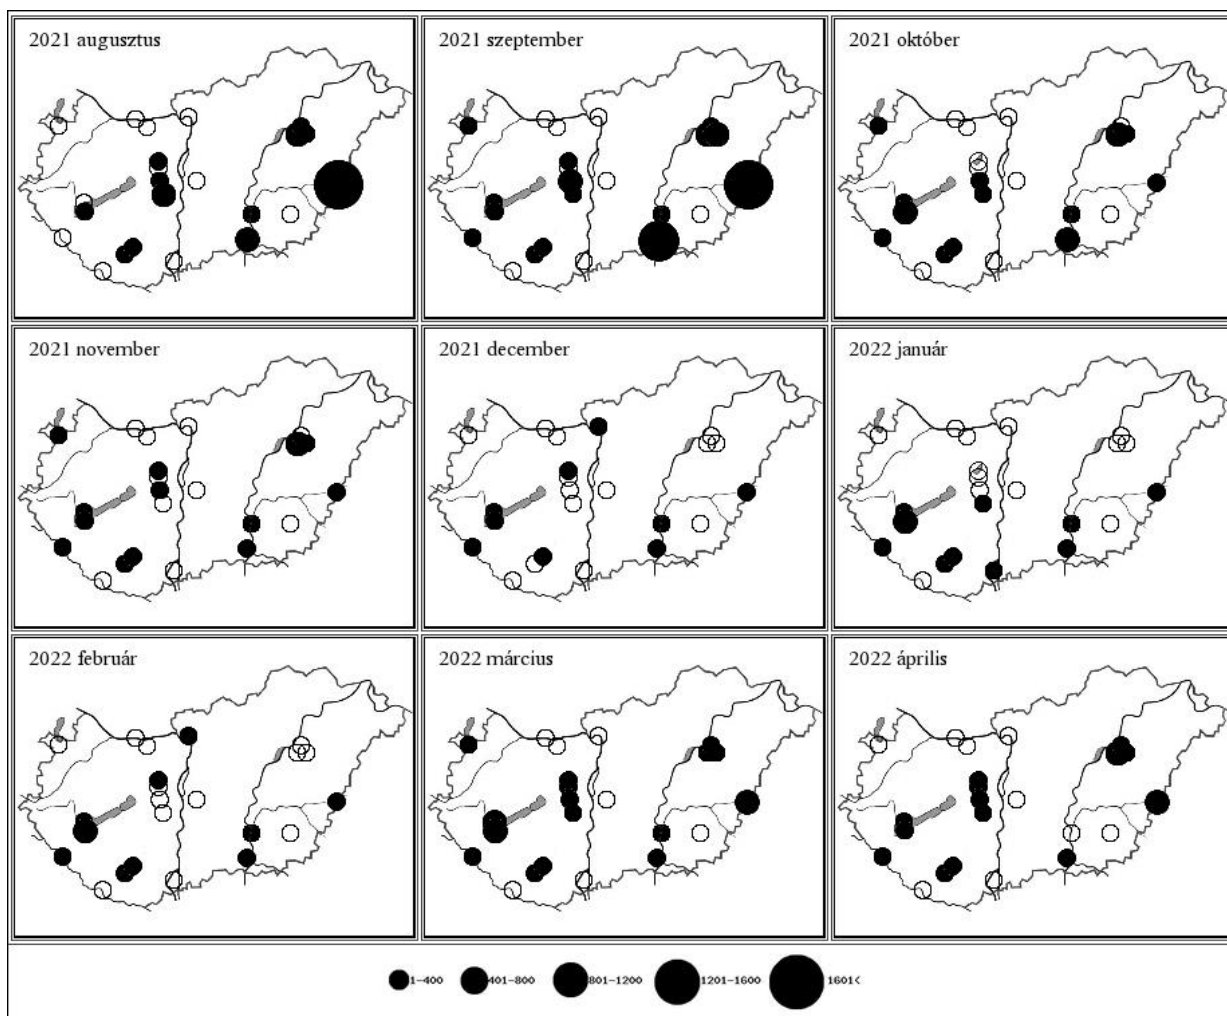 2021 augusztus
2021 szeptember
2021 október
2021 november
2021 december
2022 január
2022 február
2022 március
2022 április
1-400
401-800
801-1200
1201-1600
1601<